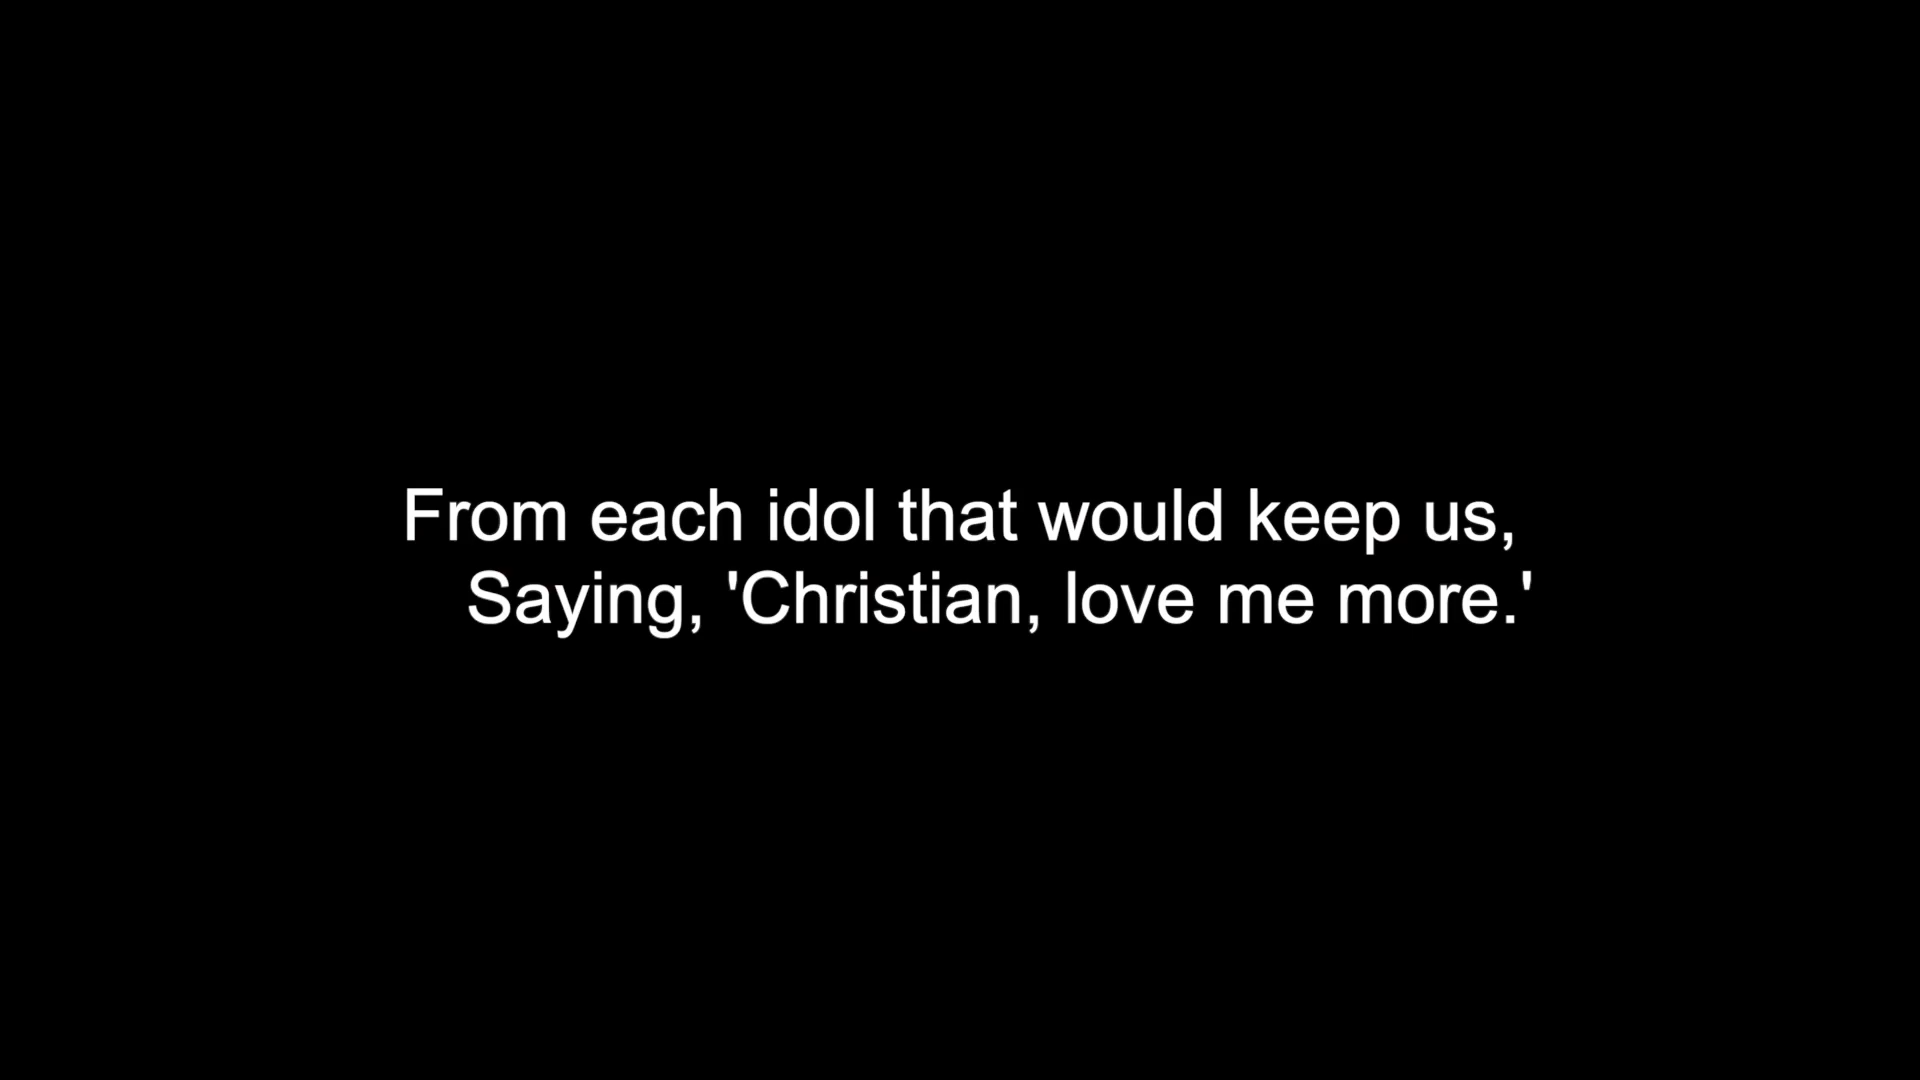 From each idol that would keep us,
Saying, 'Christian, love me more.'